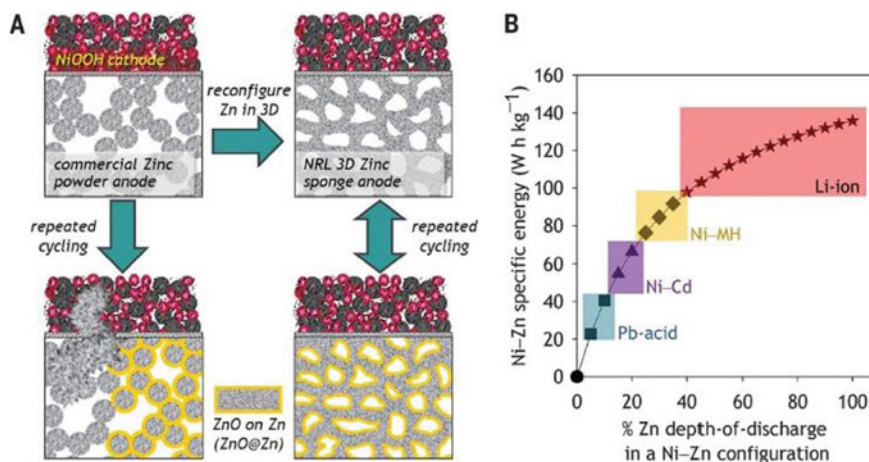 A
NiOOH cathode
commercial Zinc
powder anode
reconfigure
Zn in 3D
NRL 3D Zinc
sponge anode
repeated
cycling
repeated
cycling
ZnO on Zn
(ZnO@Zn)
B
Ni–Zn specific energy (W h kg⁻¹)
160
140
120
100
80
60
40
20
0
Li-ion
Ni–MH
Ni–Cd
Pb-acid
0
20
40
60
80
100
% Zn depth-of-discharge
in a Ni–Zn configuration